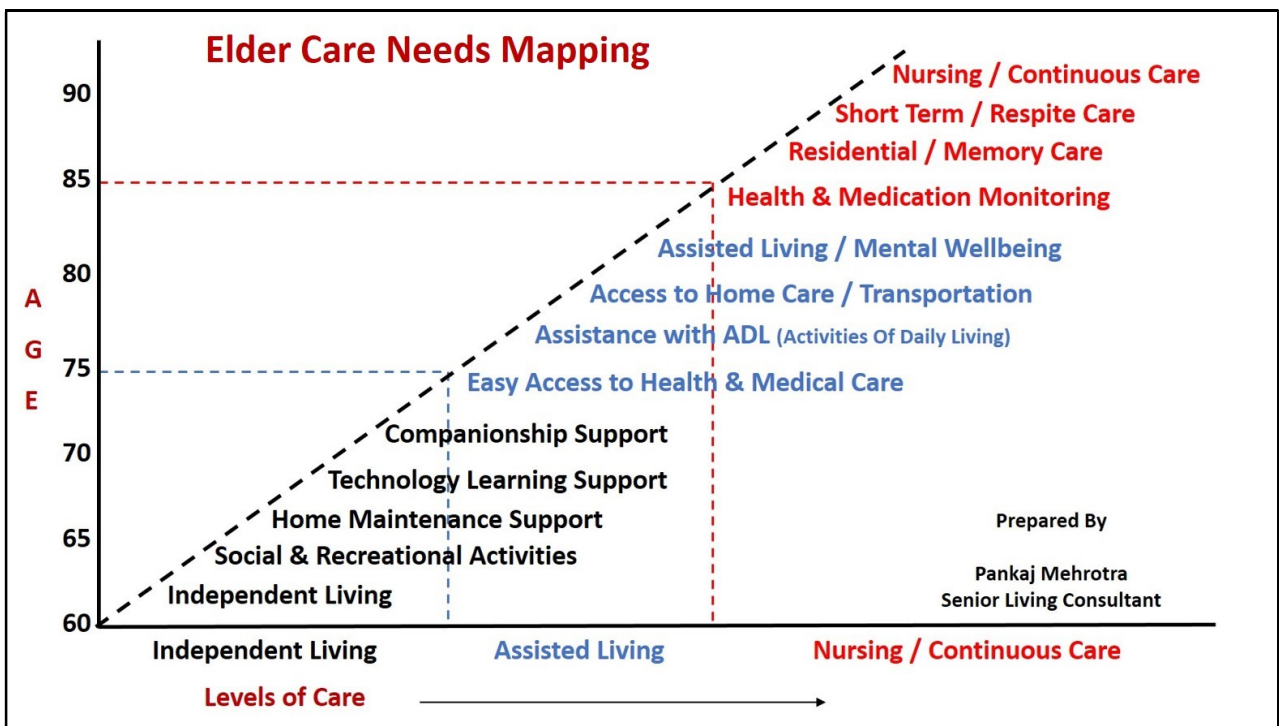 Elder Care Needs Mapping
90
85
80
75
70
65
60
A
G
E
Nursing / Continuous Care
Short Term / Respite Care
Residential / Memory Care
Health & Medication Monitoring
Assisted Living / Mental Wellbeing
Access to Home Care / Transportation
Assistance with ADL (Activities Of Daily Living)
Easy Access to Health & Medical Care
Companionship Support
Technology Learning Support
Home Maintenance Support
Social & Recreational Activities
Independent Living
Prepared By
Pankaj Mehrotra
Senior Living Consultant
Independent Living
Assisted Living
Nursing / Continuous Care
Levels of Care